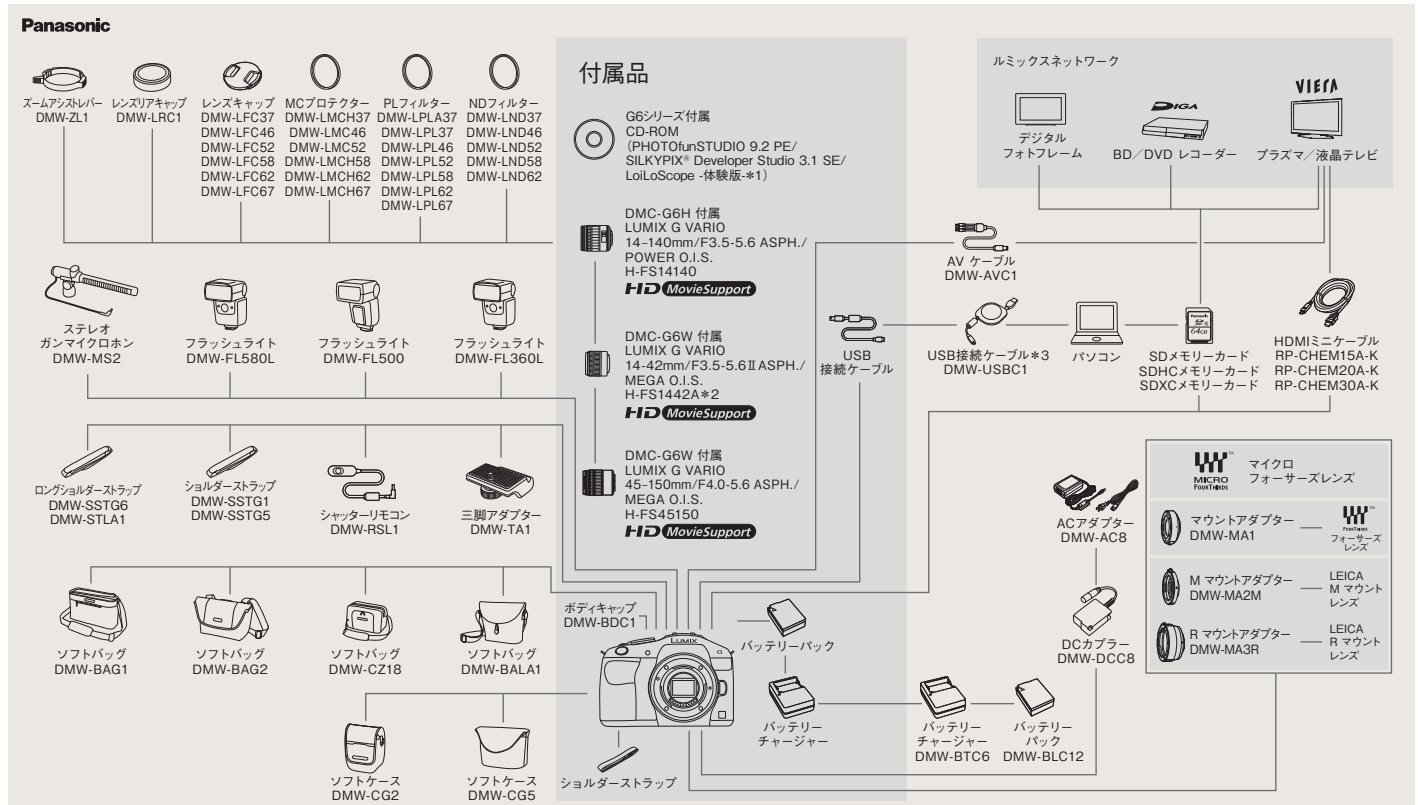 Panasonic
ズームアシストレバー
DMW-ZL1
レンズリアキャップ
DMW-LRC1
レンズキャップ
DMW-LFC37
DMW-LFC46
DMW-LFC52
DMW-LFC58
DMW-LFC62
DMW-LFC67
MCプロテクター
DMW-LMCH37
DMW-LMC46
DMW-LMC52
DMW-LMCH58
DMW-LMCH62
DMW-LMCH67
PLフィルター
DMW-LPLA37
DMW-LPL37
DMW-LPL46
DMW-LPL52
DMW-LPL58
DMW-LPL62
DMW-LPL67
NDフィルター
DMW-LND37
DMW-LND46
DMW-LND52
DMW-LND58
DMW-LND62
ステレオ
ガンマイクロホン
DMW-MS2
フラッシュライト
DMW-FL580L
フラッシュライト
DMW-FL500
フラッシュライト
DMW-FL360L
ロングショルダーストラップ
DMW-SSTG6
DMW-STLA1
ショルダーストラップ
DMW-SSTG1
DMW-SSTG5
シャッターリモコン
DMW-RSL1
三脚アダプター
DMW-TA1
ソフトバッグ
DMW-BAG1
ソフトバッグ
DMW-BAG2
ソフトバッグ
DMW-CZ18
ソフトバッグ
DMW-BALA1
ソフトケース
DMW-CG2
ソフトケース
DMW-CG5
付属品
G6シリーズ付属
CD-ROM
(PHOTOfunSTUDIO 9.2 PE/
SILKYPIX® Developer Studio 3.1 SE/
LoiLoScope -体験版-*1)
DMC-G6H 付属
LUMIX G VARIO
14-140mm/F3.5-5.6 ASPH./
POWER O.I.S.
H-FS14140
HD MovieSupport
DMC-G6W 付属
LUMIX G VARIO
14-42mm/F3.5-5.6ⅡASPH./
MEGA O.I.S.
H-FS1442A*2
HD MovieSupport
DMC-G6W 付属
LUMIX G VARIO
45-150mm/F4.0-5.6 ASPH./
MEGA O.I.S.
H-FS45150
HD MovieSupport
USB
接続ケーブル
ボディキャップ
DMW-BDC1
LUMIX
G
バッテリーパック
バッテリー
チャージャー
ショルダーストラップ
ルミックスネットワーク
デジタル
フォトフレーム
DIGA
BD/DVD レコーダー
VIERA
プラズマ/液晶テレビ
AV ケーブル
DMW-AVC1
USB接続ケーブル*3
DMW-USBC1
パソコン
Panasonic
64GB
SDメモリーカード
SDHCメモリーカード
SDXCメモリーカード
HDMIミニケーブル
RP-CHEM15A-K
RP-CHEM20A-K
RP-CHEM30A-K
ACアダプター
DMW-AC8
DCカプラー
DMW-DCC8
バッテリー
チャージャー
DMW-BTC6
バッテリー
パック
DMW-BLC12
MICRO
FOURTHIRDS
TM
マイクロ
フォーサーズレンズ
マウントアダプター
DMW-MA1
FOURTHIRDS
TM
フォーサーズ
レンズ
M マウントアダプター
DMW-MA2M
LEICA
M マウント
レンズ
R マウントアダプター
DMW-MA3R
LEICA
R マウント
レンズ